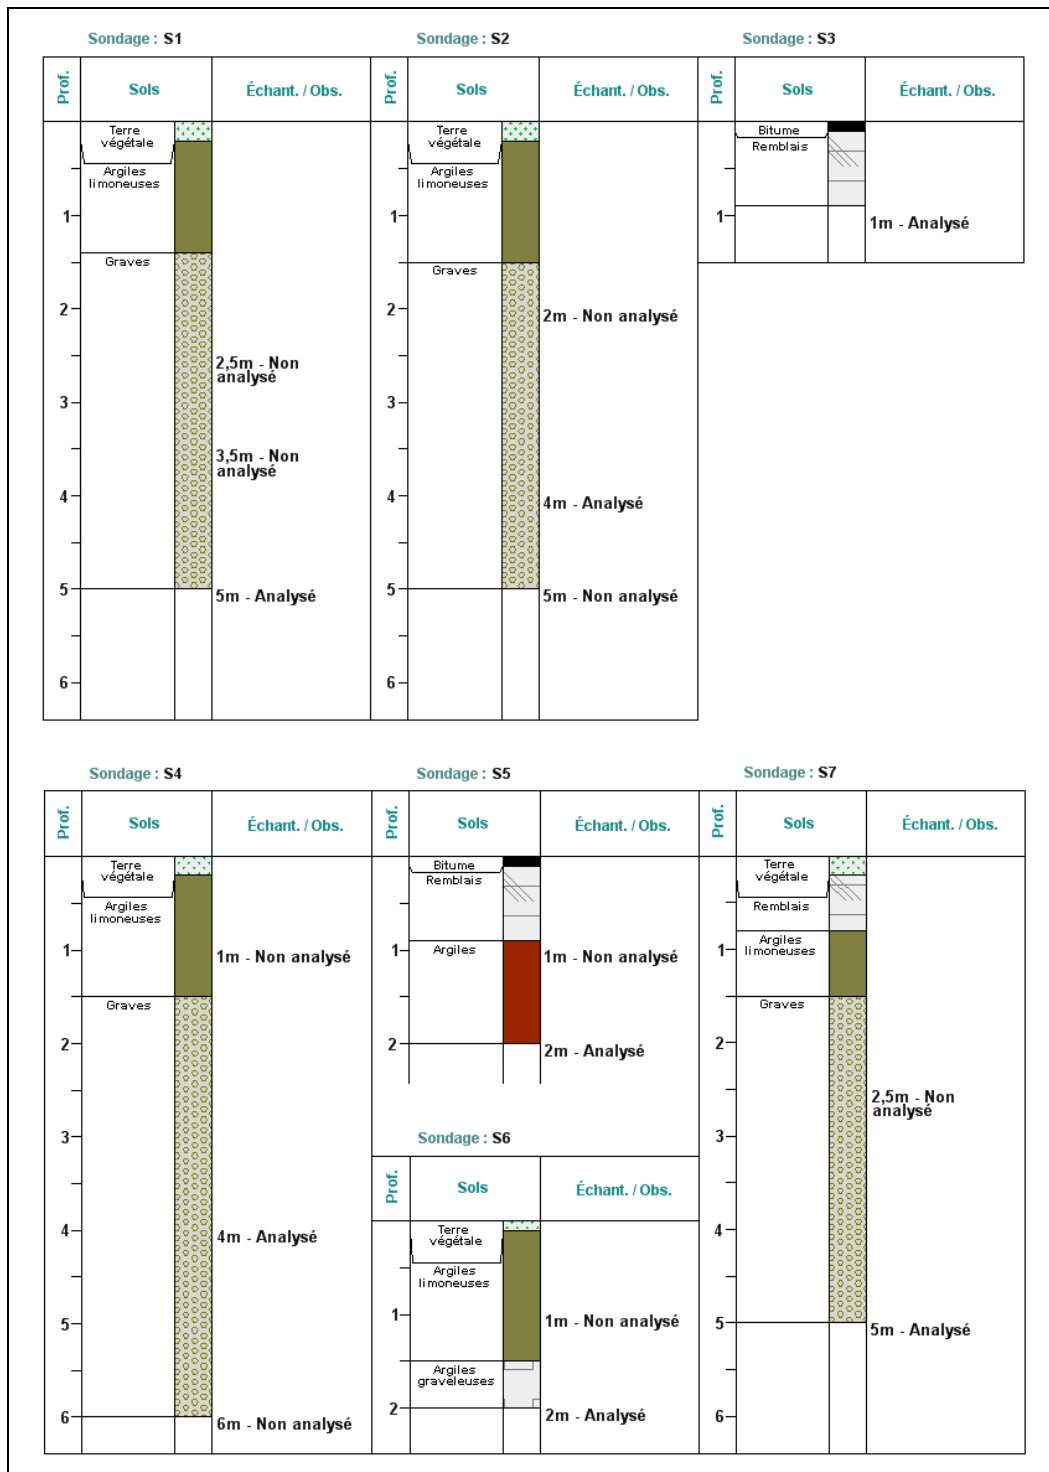 Sondage : S1
Prof.
Sols
Échant. / Obs.
Terre
végétale
Argiles
limoneuses
1
Graves
2
2,5m - Non
analysé
3
3,5m - Non
analysé
4
5
5m - Analysé
6
Sondage : S2
Prof.
Sols
Échant. / Obs.
Terre
végétale
Argiles
limoneuses
1
Graves
2
2m - Non analysé
3
4
4m - Analysé
5
5m - Non analysé
6
Sondage : S3
Prof.
Sols
Échant. / Obs.
Bitume
Remblais
1
1m - Analysé
Sondage : S4
Prof.
Sols
Échant. / Obs.
Terre
végétale
Argiles
limoneuses
1
1m - Non analysé
Graves
2
3
4
4m - Analysé
5
6
6m - Non analysé
Sondage : S5
Prof.
Sols
Échant. / Obs.
Bitume
Remblais
1
Argiles
1m - Non analysé
2
2m - Analysé
Sondage : S6
Prof.
Sols
Échant. / Obs.
Terre
végétale
Argiles
limoneuses
1
1m - Non analysé
Argiles
graveleuses
2
2m - Analysé
Sondage : S7
Prof.
Sols
Échant. / Obs.
Terre
végétale
Remblais
Argiles
limoneuses
1
Graves
2
2,5m - Non
analysé
3
4
5
5m - Analysé
6